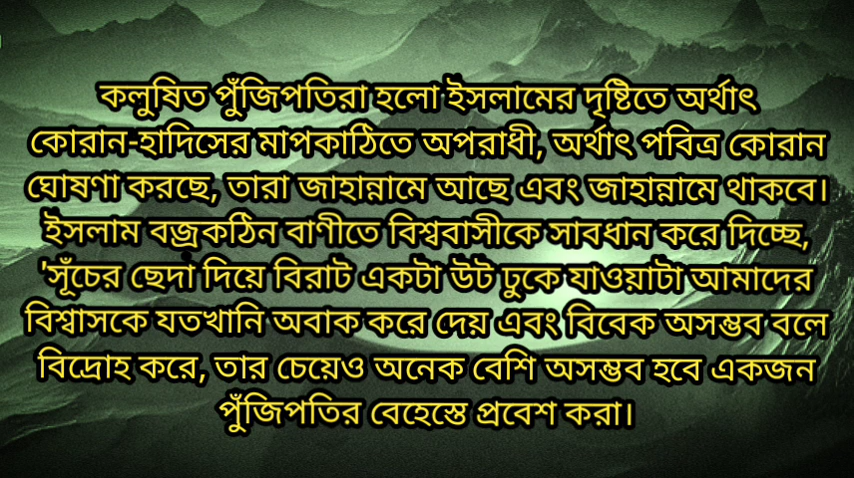 কলুষিত পুঁজিপতিরা হলো ইসলামের দৃষ্টিতে অর্থাৎ
কোরান-হাদিসের মাপকাঠিতে অপরাধী, অর্থাৎ পবিত্র কোরান
ঘোষণা করছে, তারা জাহান্নামে আছে এবং জাহান্নামে থাকবে।
ইসলাম বজ্রকঠিন বাণীতে বিশ্ববাসীকে সাবধান করে দিচ্ছে,
'সূঁচের ছেদা দিয়ে বিরাট একটা উট ঢুকে যাওয়াটা আমাদের
বিশ্বাসকে যতখানি অবাক করে দেয় এবং বিবেক অসম্ভব বলে
বিদ্রোহ করে, তার চেয়েও অনেক বেশি অসম্ভব হবে একজন
পুঁজিপতির বেহেস্তে প্রবেশ করা।